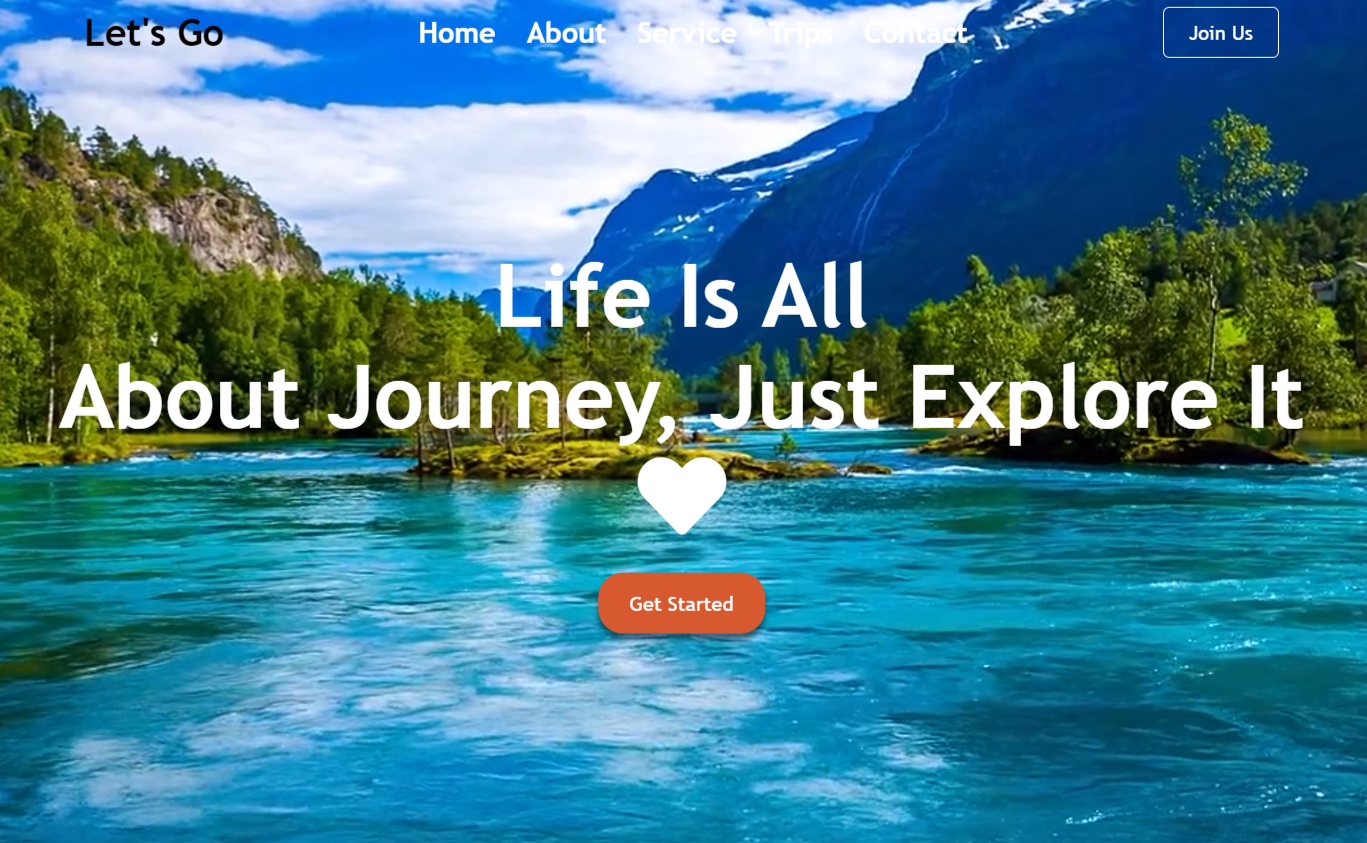 Let's Go
Home About Service Trips Contact
Join Us
Life Is All
About Journey, Just Explore It
Get Started